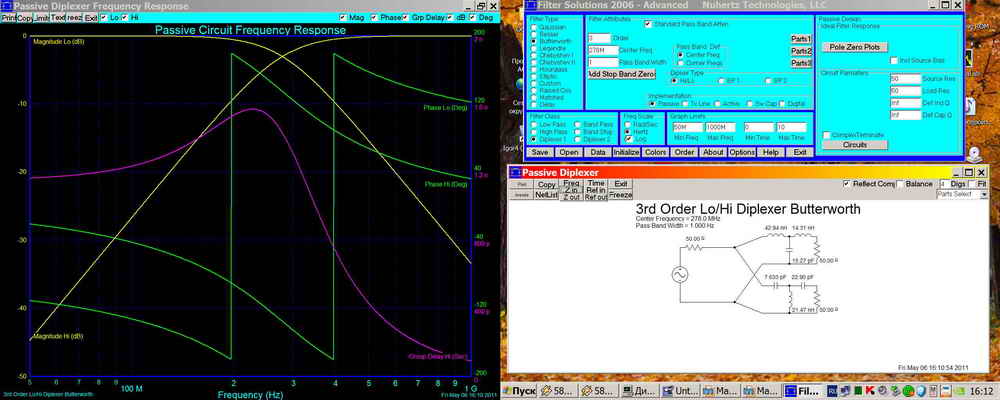 Passive Diplexer Frequency Response
Print Copy Limits Text Freez Exit Lo Hi Mag Phase Grp Delay dB Deg
Passive Circuit Frequency Response
0
-10
-20
-30
-40
-50
Magnitude Lo (dB)
Magnitude Hi (dB)
Phase Lo (Deg)
Phase Hi (Deg)
Group Delay Hi (Sec)
200
2 n
120
1.6 n
40
1.2 n
-40
800 p
-120
400 p
-200
0
5 6 7 8 9 100 M 2 3 4 5 6 7 8 9 1 G
3rd Order Lo/Hi Diplexer Butterworth
Frequency (Hz)
Fri May 06 16:10:2011
Filter Solutions 2006 - Advanced Nuhertz Technologies, LLC
Filter Type
Gaussian
Bessel
Butterworth
Legendre
Chebyshev I
Chebyshev II
Hourglass
Elliptic
Custom
Raised Cos
Matched
Delay
Filter Attributes
Standard Pass Band Atten
3 Order
278M Center Freq
1 Pass Band Width
Add Stop Band Zero
Pass Band Def
Center Freq
Corner Freqs
Parts1
Parts2
Parts3
Diplexer Type
Hi/LL BP 1 BP 2
Implementation
Passive Tx Line Active Sw Cap Digital
Passive Design
Ideal Filter Response
Pole Zero Plots
Incl Source Bias
Circuit Parmaters
50 Source Res
50 Load Res
Inf Def Ind Q
Inf Def Cap Q
ComplexTerminate
Circuits
Filter Class
Low Pass Band Pass
High Pass Band Stop
Diplexer 1 Diplexer 2
Freq Scale
Rad/Sec
Hertz
Log
Graph Limits
50M 1000M 0 10
Min Freq Max Freq Min Time Max Time
Save Open Data Initialize Colors Order About Options Help Exit
Passive Diplexer
Copy Freq Time Exit
NetList Z in Ref in Freeze
Z out Ref out
Reflect Comp Balance 4 Digs Fit
Parts Select
3rd Order Lo/Hi Diplexer Butterworth
Center Frequency = 278.0 MHz
Pass Band Width = 1.000 Hz
50.00 Ω
42.94 nH 14.31 nH
15.27 pF 50.00 Ω
7.633 pF 22.90 pF
21.47 nH 50.00 Ω
Fri May 06 16:10:54 2011
Пуск 58... 58... Ди... Unt... Ma... Ma... Fil... RU 16:12